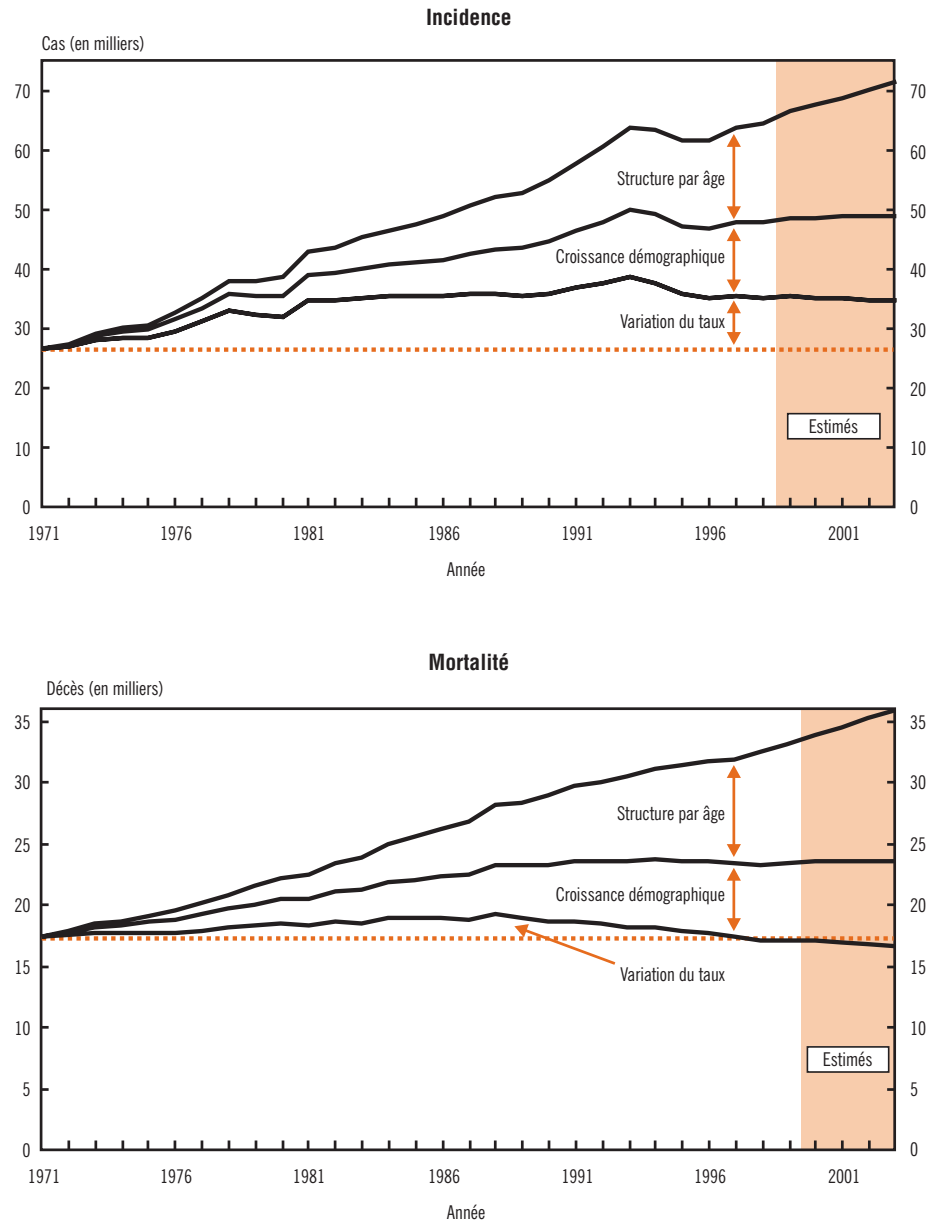 Incidence
Cas (en milliers)
70 70
60 60
Structure par âge
50 50
Croissance démographique
40 40
Variation du taux
30 30
20 20
Estimés
10 10
0 0
1971 1976 1981 1986 1991 1996 2001
Année
Mortalité
Décès (en milliers)
35 35
30 30
Structure par âge
25 25
Croissance démographique
20 20
Variation du taux
15 15
10 10
Estimés
5 5
0 0
1971 1976 1981 1986 1991 1996 2001
Année